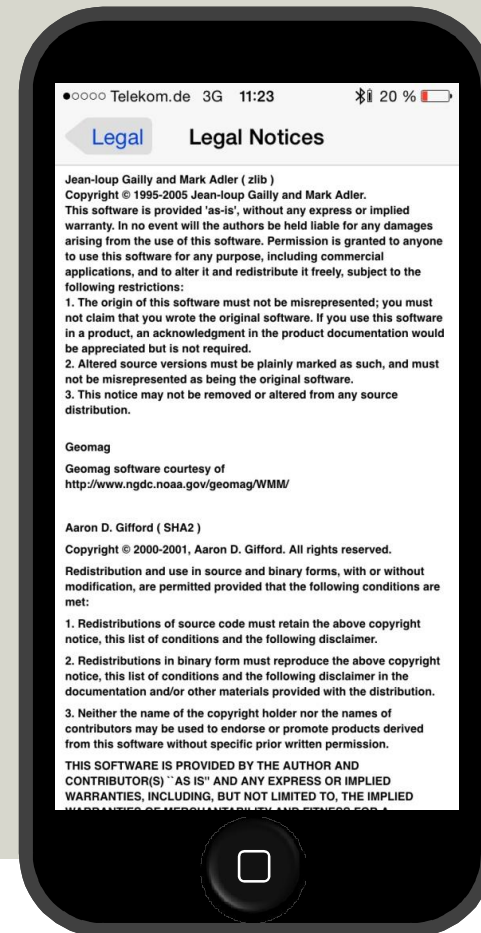 ●○○○○ Telekom.de 3G 11:23 20 %
Legal Legal Notices
Jean-loup Gailly and Mark Adler ( zlib )
Copyright © 1995-2005 Jean-loup Gailly and Mark Adler.
This software is provided 'as-is', without any express or implied
warranty. In no event will the authors be held liable for any damages
arising from the use of this software. Permission is granted to anyone
to use this software for any purpose, including commercial
applications, and to alter it and redistribute it freely, subject to the
following restrictions:
1. The origin of this software must not be misrepresented; you must
not claim that you wrote the original software. If you use this software
in a product, an acknowledgment in the product documentation would
be appreciated but is not required.
2. Altered source versions must be plainly marked as such, and must
not be misrepresented as being the original software.
3. This notice may not be removed or altered from any source
distribution.
Geomag
Geomag software courtesy of
http://www.ngdc.noaa.gov/geomag/WMM/
Aaron D. Gifford ( SHA2 )
Copyright © 2000-2001, Aaron D. Gifford. All rights reserved.
Redistribution and use in source and binary forms, with or without
modification, are permitted provided that the following conditions are
met:
1. Redistributions of source code must retain the above copyright
notice, this list of conditions and the following disclaimer.
2. Redistributions in binary form must reproduce the above copyright
notice, this list of conditions and the following disclaimer in the
documentation and/or other materials provided with the distribution.
3. Neither the name of the copyright holder nor the names of
contributors may be used to endorse or promote products derived
from this software without specific prior written permission.
THIS SOFTWARE IS PROVIDED BY THE AUTHOR AND
CONTRIBUTOR(S) ``AS IS'' AND ANY EXPRESS OR IMPLIED
WARRANTIES, INCLUDING, BUT NOT LIMITED TO, THE IMPLIED
WARRANTIES OF MERCHANTABILITY AND FITNESS FOR A